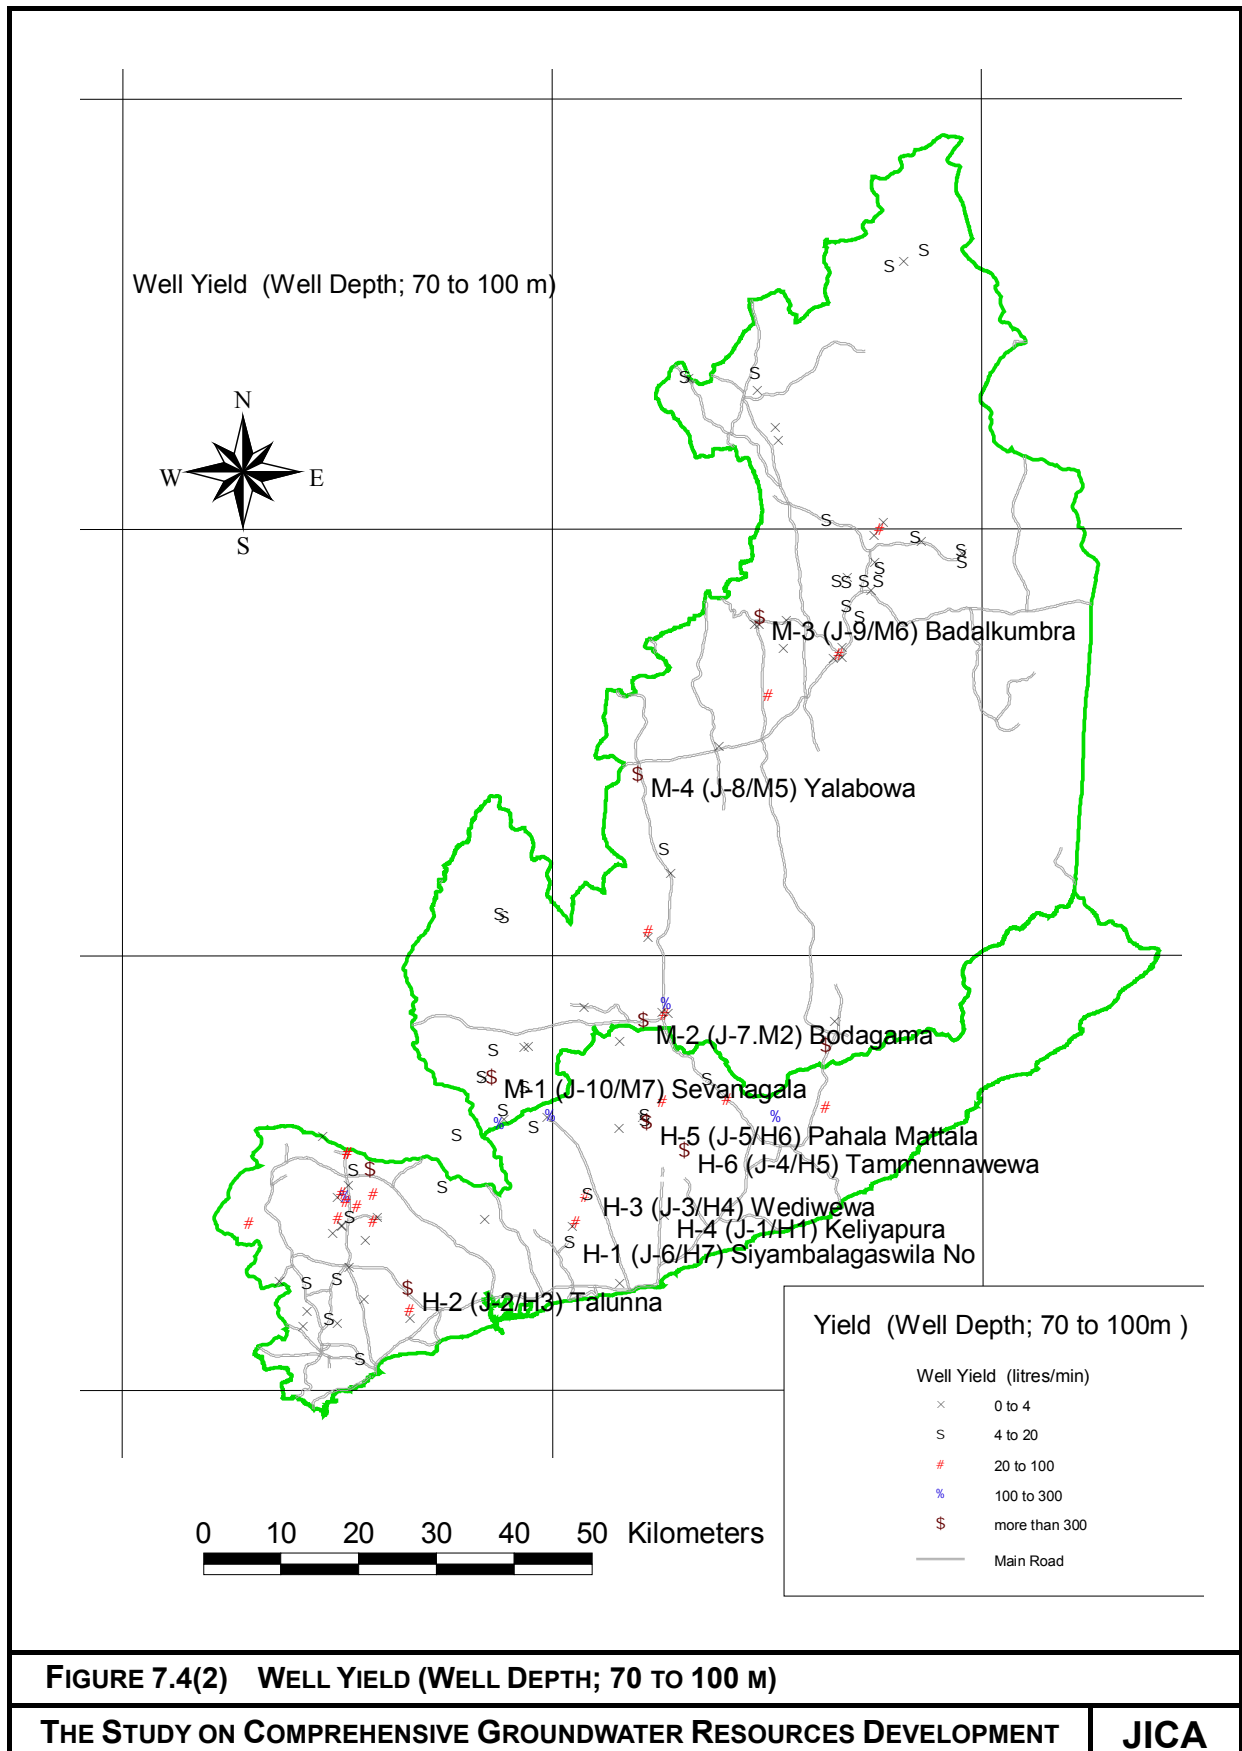 Well Yield (Well Depth; 70 to 100 m)
N
W
E
S
M-3 (J-9/M6) Badalkumbra
M-4 (J-8/M5) Yalabowa
M-2 (J-7.M2) Bodagama
M-1 (J-10/M7) Sevanagala
H-5 (J-5/H6) Pahala Mattala
H-6 (J-4/H5) Tammennawewa
H-3 (J-3/H4) Wediwewa
H-4 (J-1/H1) Keliyapura
H-1 (J-6/H7) Siyambalagaswila No
H-2 (J-2/H3) Talunna
Yield (Well Depth; 70 to 100m )
Well Yield (litres/min)
× 0 to 4
S 4 to 20
# 20 to 100
% 100 to 300
$ more than 300
Main Road
0 10 20 30 40 50 Kilometers
FIGURE 7.4(2) WELL YIELD (WELL DEPTH; 70 TO 100 M)
THE STUDY ON COMPREHENSIVE GROUNDWATER RESOURCES DEVELOPMENT
JICA